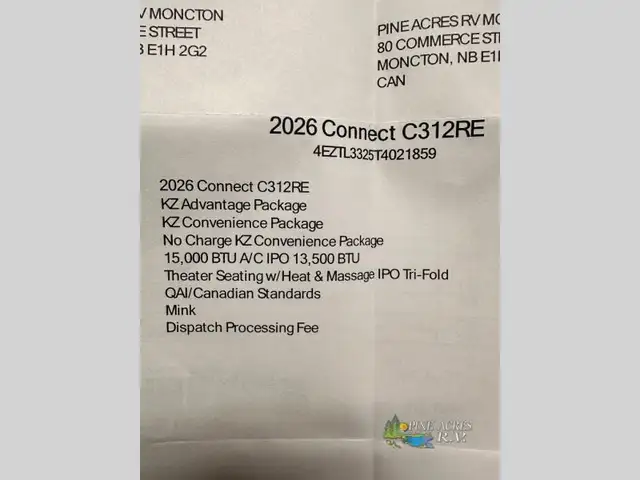 V MONCTON
E STREET
B E1H 2G2
PINE ACRES RV MO
80 COMMERCE ST
MONCTON, NB E1
CAN
2026 Connect C312RE
4EZTL3325T4021859
2026 Connect C312RE
KZ Advantage Package
KZ Convenience Package
No Charge KZ Convenience Package
15,000 BTU A/C IPO 13,500 BTU
Theater Seating w/Heat & Massage IPO Tri-Fold
QAI/Canadian Standards
Mink
Dispatch Processing Fee
PINE ACRES
R.V.